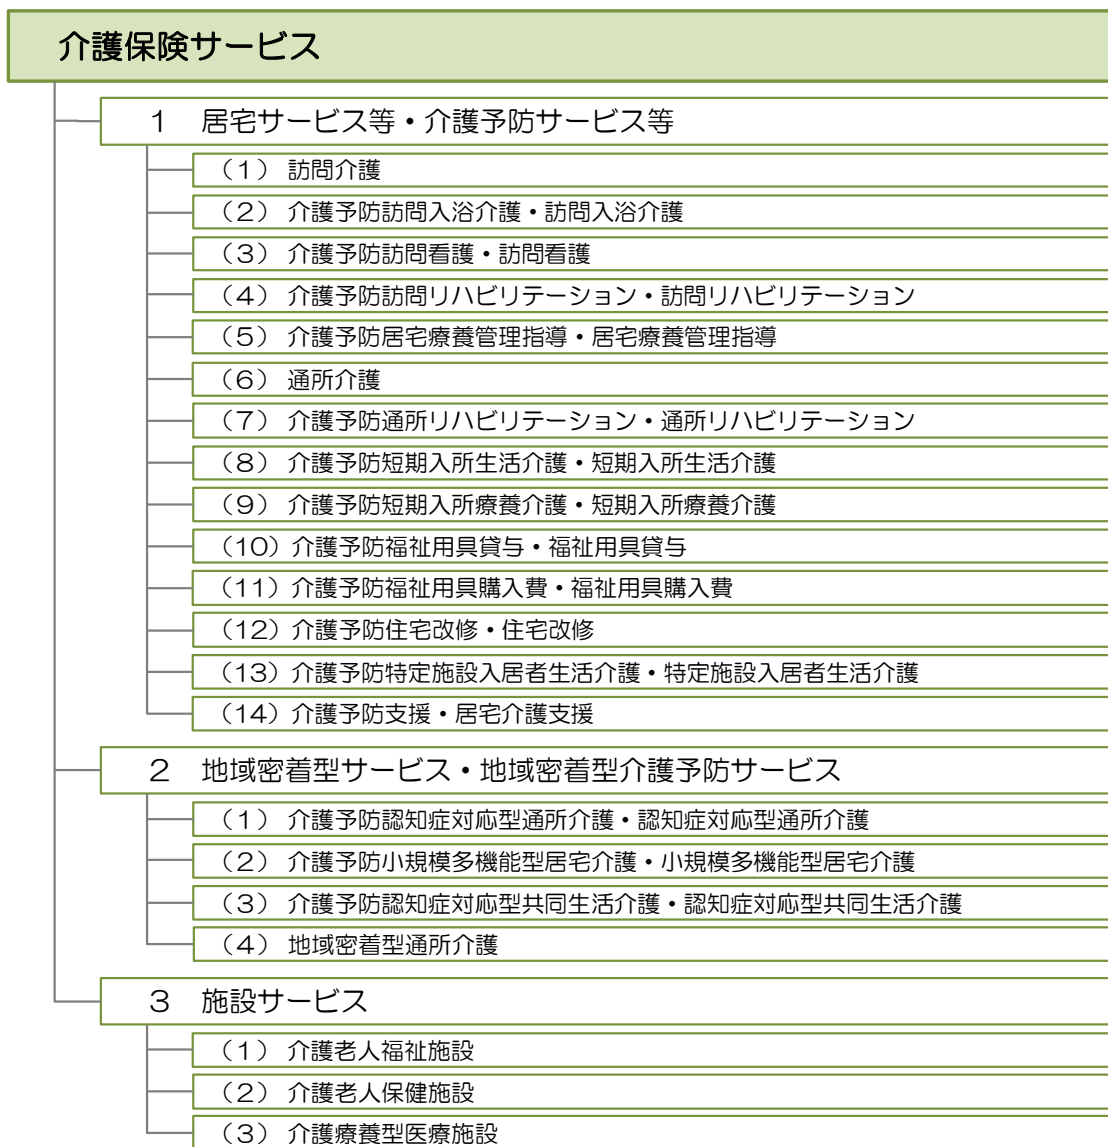 介護保険サービス
1 居宅サービス等・介護予防サービス等
（1） 訪問介護
（2） 介護予防訪問入浴介護・訪問入浴介護
（3） 介護予防訪問看護・訪問看護
（4） 介護予防訪問リハビリテーション・訪問リハビリテーション
（5） 介護予防居宅療養管理指導・居宅療養管理指導
（6） 通所介護
（7） 介護予防通所リハビリテーション・通所リハビリテーション
（8） 介護予防短期入所生活介護・短期入所生活介護
（9） 介護予防短期入所療養介護・短期入所療養介護
（10）介護予防福祉用具貸与・福祉用具貸与
（11）介護予防福祉用具購入費・福祉用具購入費
（12）介護予防住宅改修・住宅改修
（13）介護予防特定施設入居者生活介護・特定施設入居者生活介護
（14）介護予防支援・居宅介護支援
2 地域密着型サービス・地域密着型介護予防サービス
（1） 介護予防認知症対応型通所介護・認知症対応型通所介護
（2） 介護予防小規模多機能型居宅介護・小規模多機能型居宅介護
（3） 介護予防認知症対応型共同生活介護・認知症対応型共同生活介護
（4） 地域密着型通所介護
3 施設サービス
（1） 介護老人福祉施設
（2） 介護老人保健施設
（3） 介護療養型医療施設